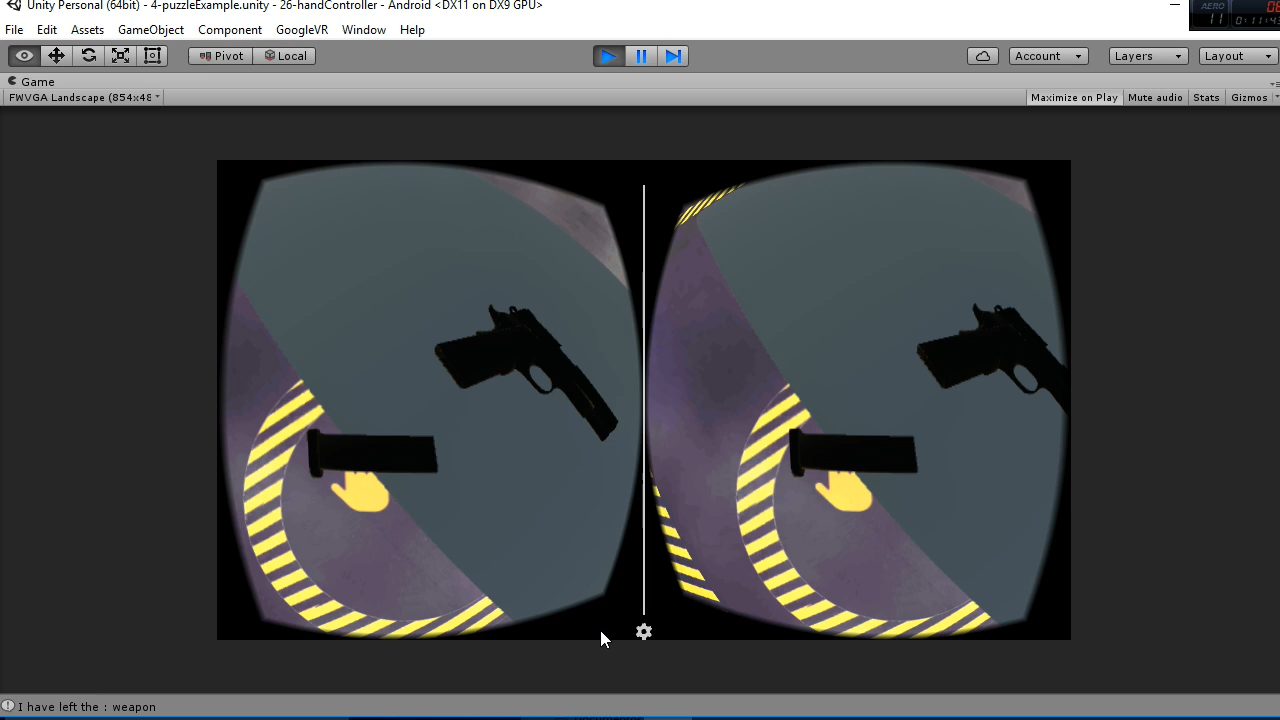 Unity Personal (64bit) - 4-puzzleExample.unity - 26-handController - Android <DX11 on DX9 GPU>
File Edit Assets GameObject Component GoogleVR Window Help
AERO
11
Pivot Local Account Layers Layout
Game
FWVGA Landscape (854x48 Maximize on Play Mute audio Stats Gizmos
I have left the : weapon